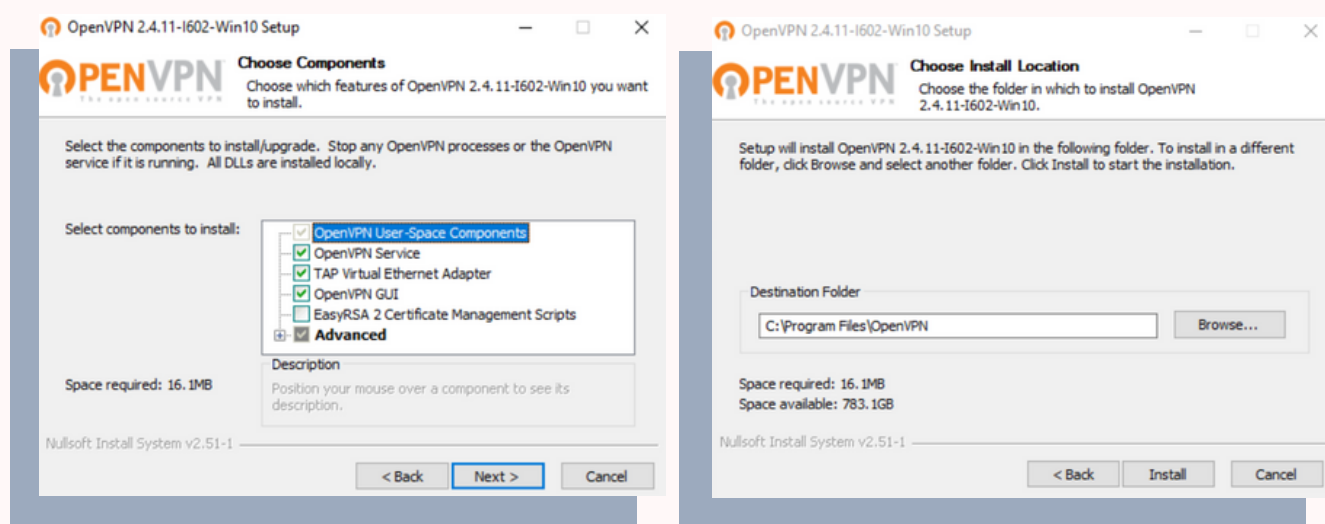 OpenVPN 2.4.11-I602-Win10 Setup
OPENVPN
The open source VPN
Choose Components
Choose which features of OpenVPN 2.4.11-I602-Win10 you want
to install.
Select the components to install/upgrade. Stop any OpenVPN processes or the OpenVPN
service if it is running. All DLLs are installed locally.
Select components to install:
OpenVPN User-Space Components
OpenVPN Service
TAP Virtual Ethernet Adapter
OpenVPN GUI
EasyRSA 2 Certificate Management Scripts
Advanced
Space required: 16.1MB
Description
Position your mouse over a component to see its
description.
Nullsoft Install System v2.51-1
< Back
Next >
Cancel
OpenVPN 2.4.11-I602-Win10 Setup
OPENVPN
The open source VPN
Choose Install Location
Choose the folder in which to install OpenVPN
2.4.11-I602-Win10.
Setup will install OpenVPN 2.4.11-I602-Win10 in the following folder. To install in a different
folder, click Browse and select another folder. Click Install to start the installation.
Destination Folder
C:\Program Files\OpenVPN
Browse...
Space required: 16.1MB
Space available: 783.1GB
Nullsoft Install System v2.51-1
< Back
Install
Cancel